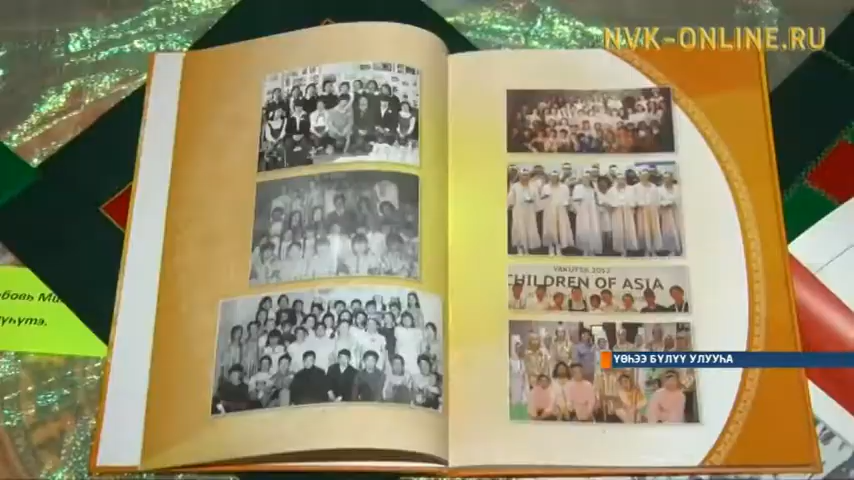 NVK-ONLINE.RU
YAKUTSK 2012
CHILDREN OF ASIA
ҮӨҺЭЭ БҮЛҮҮ УЛУУҺА